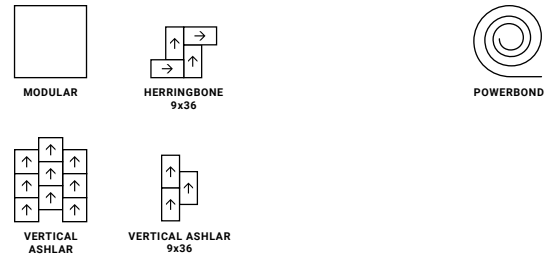 MODULAR
HERRINGBONE
9x36
POWERBOND
VERTICAL
ASHLAR
VERTICAL ASHLAR
9x36